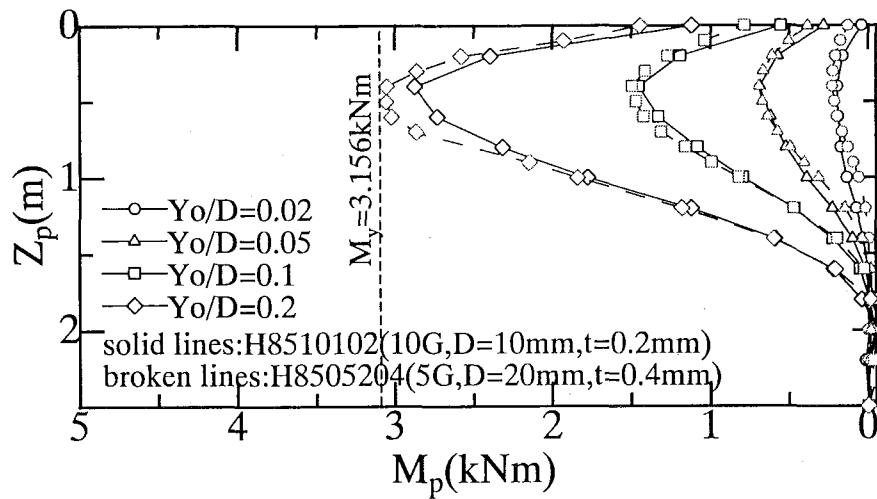 0
1
2
Z_p(m)
M_y=3.156kNm
Yo/D=0.02
Yo/D=0.05
Yo/D=0.1
Yo/D=0.2
solid lines:H8510102(10G,D=10mm,t=0.2mm)
broken lines:H8505204(5G,D=20mm,t=0.4mm)
5 4 3 2 1 0
M_p(kNm)